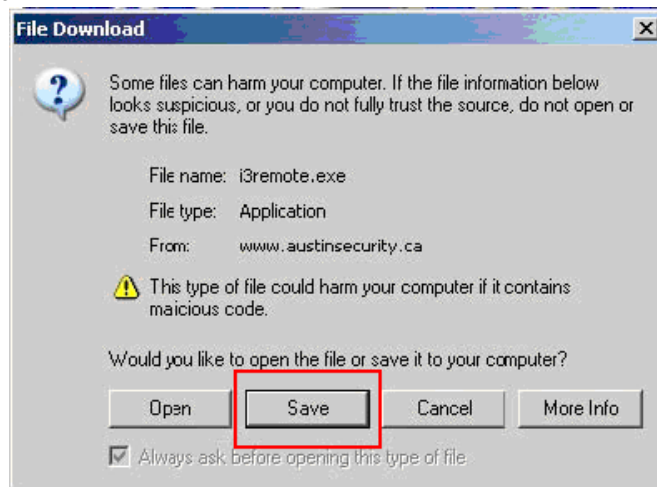 File Download
Some files can harm your computer. If the file information below
looks suspicious, or you do not fully trust the source, do not open or
save this file.
File name: i3remote.exe
File type: Application
From: www.austinsecurity.ca
This type of file could harm your computer if it contains
maicious code.
Would you like to open the file or save it to your computer?
Open Save Cancel More Info
Always ask before opening this type of file